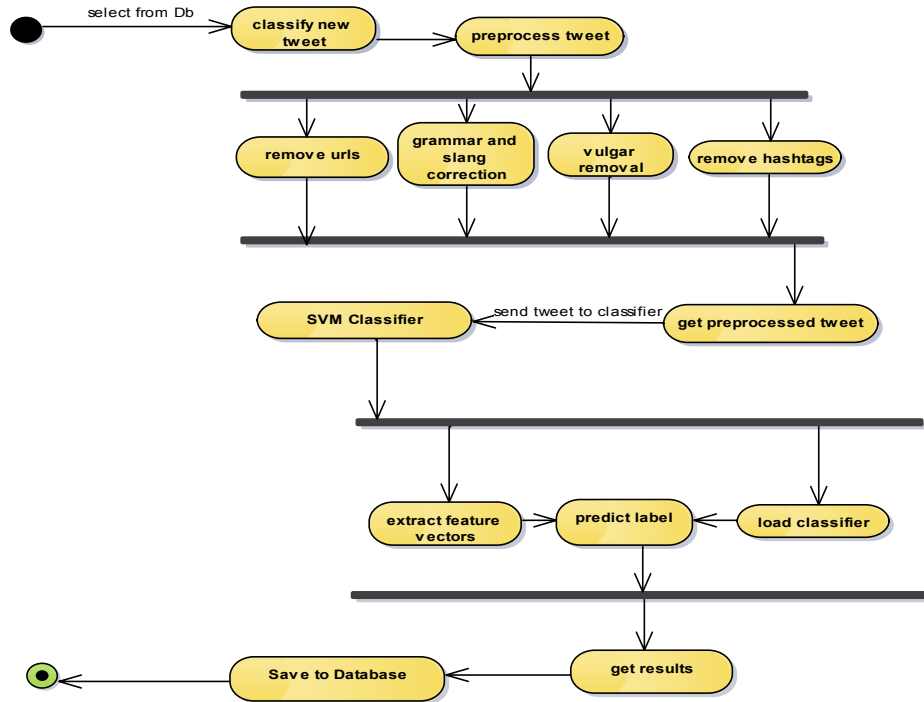 select from Db
classify new
tweet
preprocess tweet
remove urls
grammar and
slang
correction
vulgar
removal
remove hashtags
SVM Classifier
send tweet to classifier
get preprocessed tweet
extract feature
vectors
predict label
load classifier
Save to Database
get results